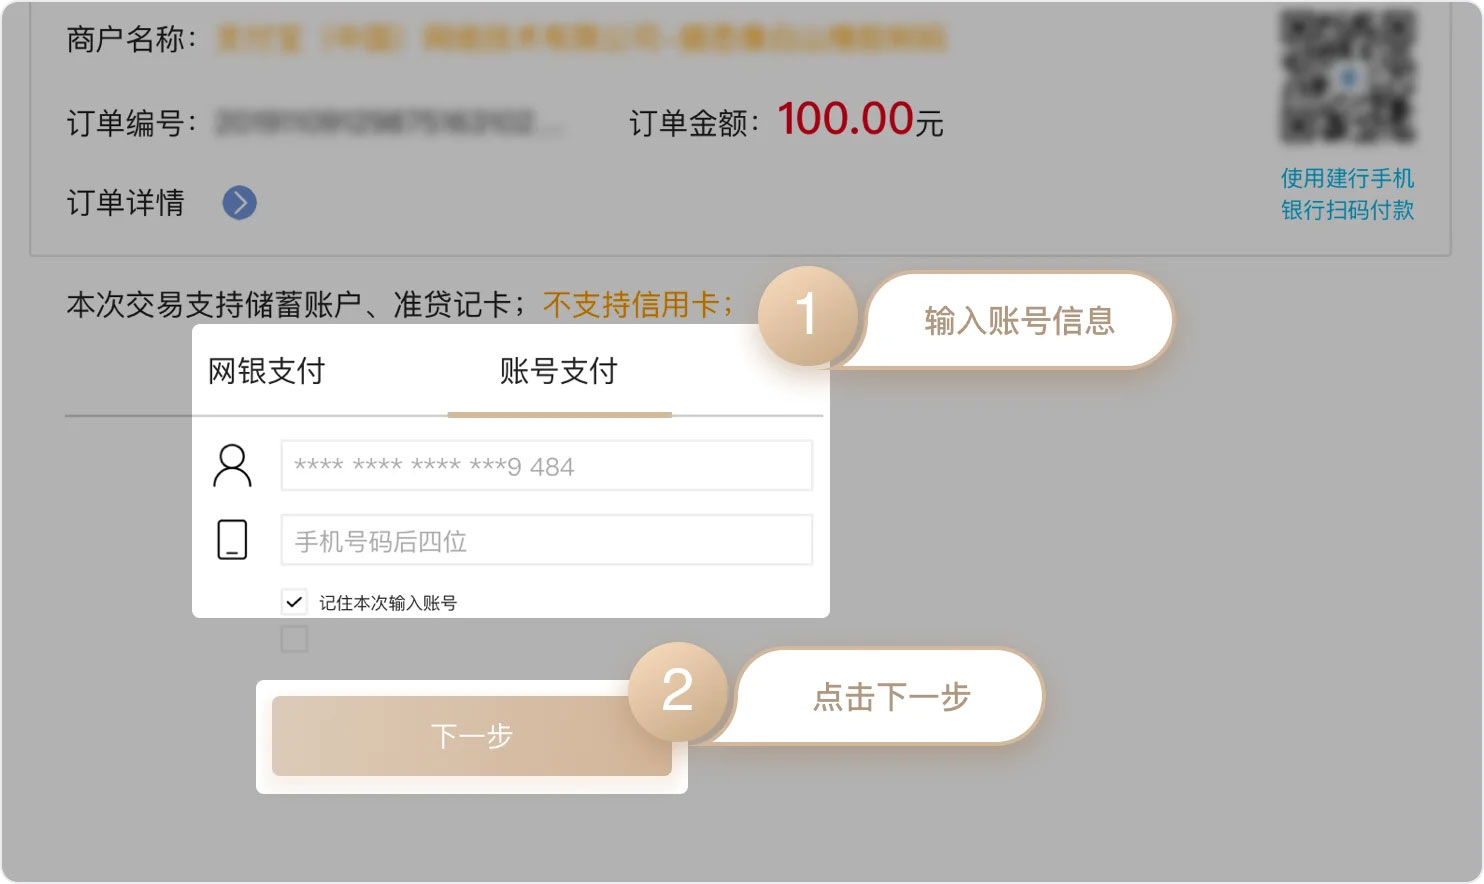 商户名称：
订单编号：
订单金额：100.00元
订单详情
使用建行手机
银行扫码付款
本次交易支持储蓄账户、准贷记卡；不支持信用卡；
1 输入账号信息
网银支付 账号支付
**** **** **** ***9 484
手机号码后四位
记住本次输入账号
2 点击下一步
下一步